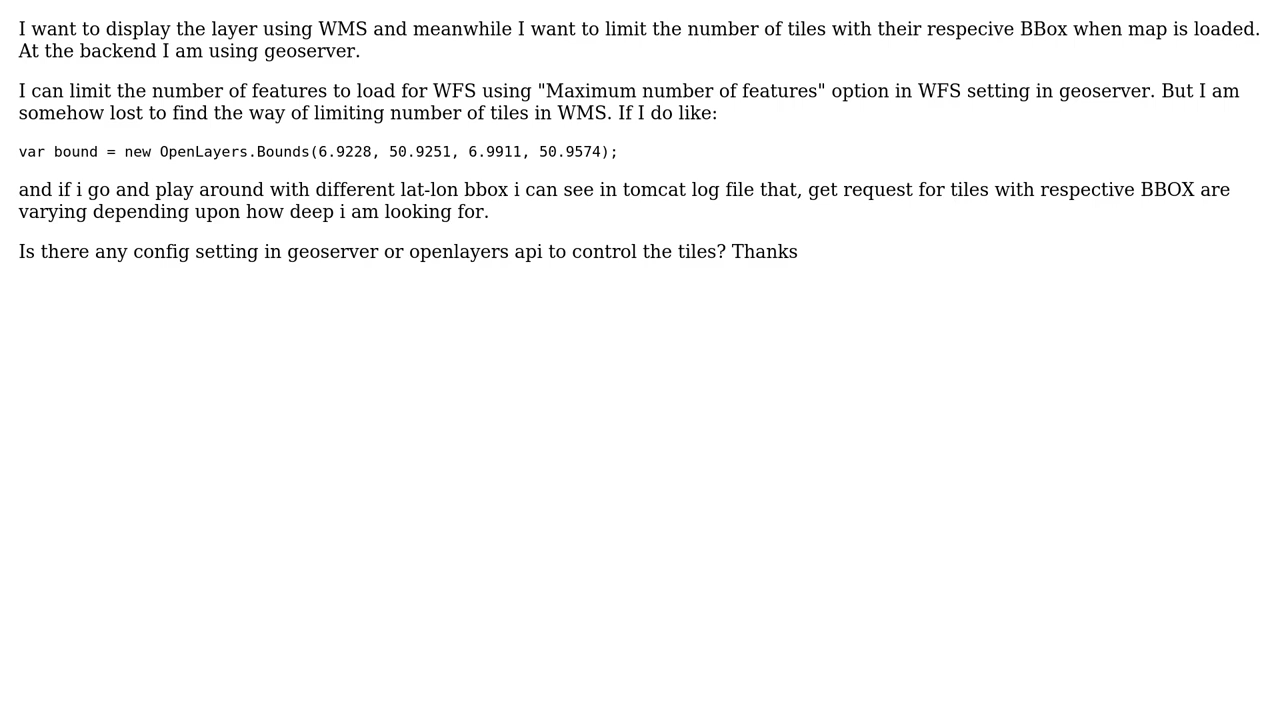 I want to display the layer using WMS and meanwhile I want to limit the number of tiles with their respecive BBox when map is loaded.
At the backend I am using geoserver.
I can limit the number of features to load for WFS using "Maximum number of features" option in WFS setting in geoserver. But I am
somehow lost to find the way of limiting number of tiles in WMS. If I do like:
var bound = new OpenLayers.Bounds(6.9228, 50.9251, 6.9911, 50.9574);
and if i go and play around with different lat-lon bbox i can see in tomcat log file that, get request for tiles with respective BBOX are
varying depending upon how deep i am looking for.
Is there any config setting in geoserver or openlayers api to control the tiles? Thanks